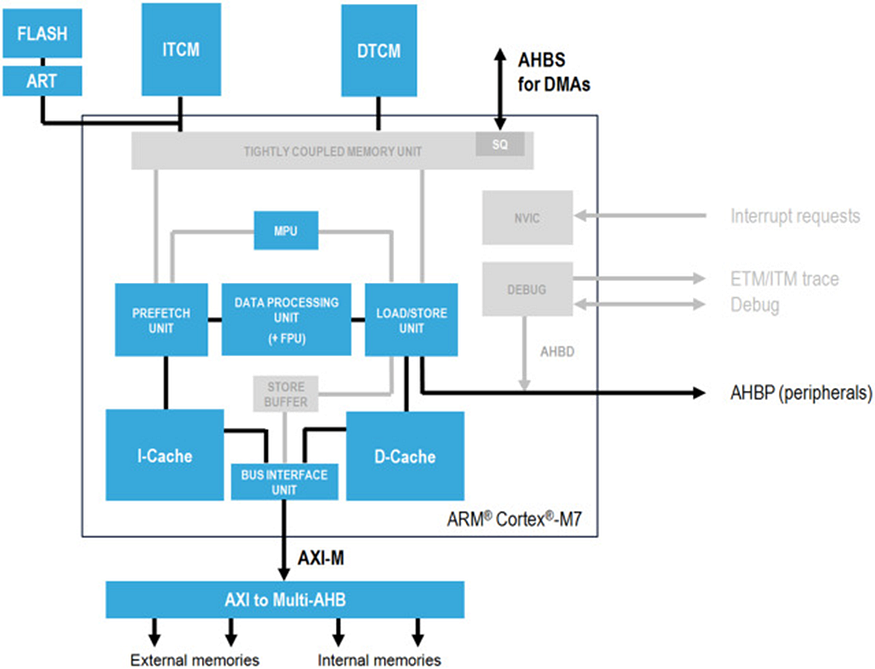 FLASH
ART
ITCM
DTCM
AHBS
for DMAs
TIGHTLY COUPLED MEMORY UNIT
SQ
MPU
NVIC
Interrupt requests
PREFETCH
UNIT
DATA PROCESSING
UNIT
(+ FPU)
LOAD/STORE
UNIT
DEBUG
ETM/ITM trace
Debug
AHBD
STORE
BUFFER
AHBP (peripherals)
I-Cache
BUS INTERFACE
UNIT
D-Cache
ARM® Cortex®-M7
AXI-M
AXI to Multi-AHB
External memories
Internal memories